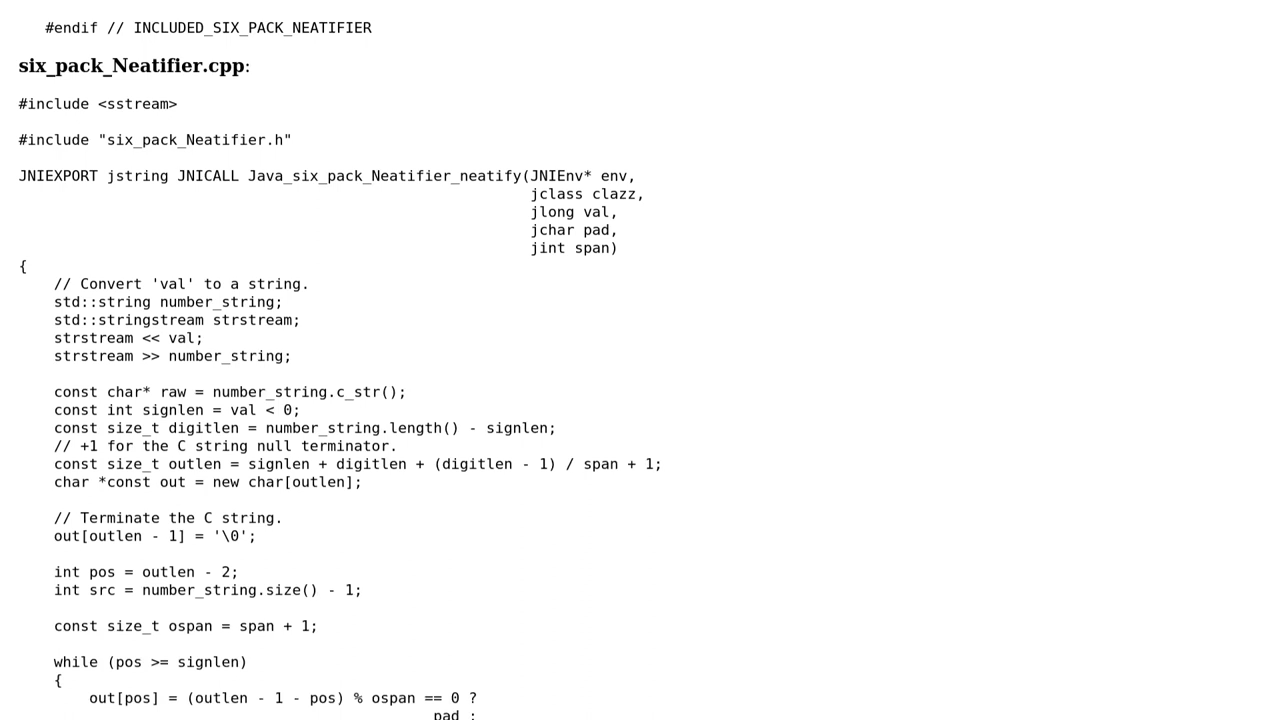 #endif // INCLUDED_SIX_PACK_NEATIFIER
six_pack_Neatifier.cpp:
#include <sstream>
#include "six_pack_Neatifier.h"
JNIEXPORT jstring JNICALL Java_six_pack_Neatifier_neatify(JNIEnv* env,
jclass clazz,
jlong val,
jchar pad,
jint span)
{
// Convert 'val' to a string.
std::string number_string;
std::stringstream strstream;
strstream << val;
strstream >> number_string;
const char* raw = number_string.c_str();
const int signlen = val < 0;
const size_t digitlen = number_string.length() - signlen;
// +1 for the C string null terminator.
const size_t outlen = signlen + digitlen + (digitlen - 1) / span + 1;
char *const out = new char[outlen];
// Terminate the C string.
out[outlen - 1] = '\0';
int pos = outlen - 2;
int src = number_string.size() - 1;
const size_t ospan = span + 1;
while (pos >= signlen)
{
out[pos] = (outlen - 1 - pos) % ospan == 0 ?
pad :